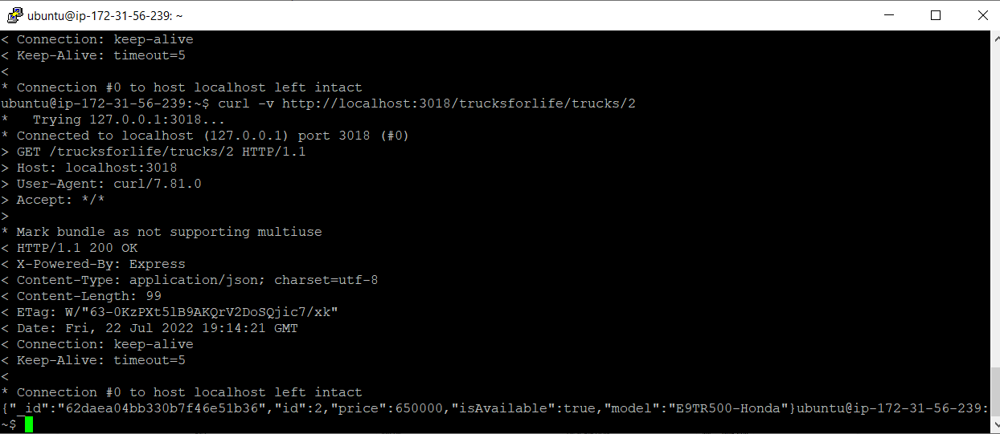 ubuntu@ip-172-31-56-239: ~
< Connection: keep-alive
< Keep-Alive: timeout=5
<
* Connection #0 to host localhost left intact
ubuntu@ip-172-31-56-239:~$ curl -v http://localhost:3018/trucksforlife/trucks/2
*   Trying 127.0.0.1:3018...
* Connected to localhost (127.0.0.1) port 3018 (#0)
> GET /trucksforlife/trucks/2 HTTP/1.1
> Host: localhost:3018
> User-Agent: curl/7.81.0
> Accept: */*
>
* Mark bundle as not supporting multiuse
< HTTP/1.1 200 OK
< X-Powered-By: Express
< Content-Type: application/json; charset=utf-8
< Content-Length: 99
< ETag: W/"63-0KzPXt5lB9AKQrV2DoSQjic7/xk"
< Date: Fri, 22 Jul 2022 19:14:21 GMT
< Connection: keep-alive
< Keep-Alive: timeout=5
<
* Connection #0 to host localhost left intact
{"_id":"62daea04bb330b7f46e51b36","id":2,"price":650000,"isAvailable":true,"model":"E9TR500-Honda"}ubuntu@ip-172-31-56-239:
~$